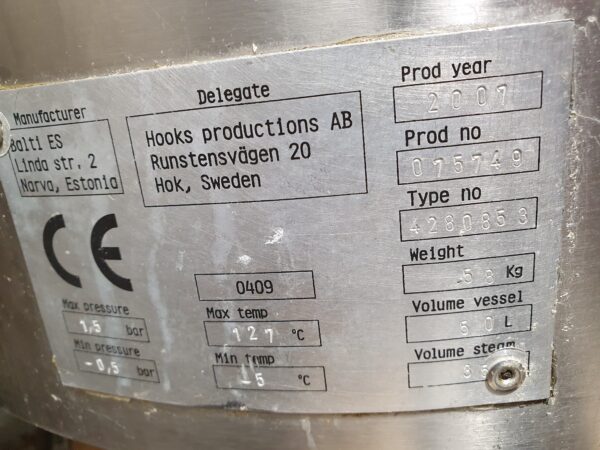 Manufacturer
Balti ES
Linda str. 2
Narva, Estonia
Delegate
Hooks productions AB
Runstensvägen 20
Hok, Sweden
CE
0409
Max pressure
1,5 bar
Min pressure
-0,5 bar
Max temp
127 °C
Min temp
5 °C
Prod year
2007
Prod no
075749
Type no
4280853
Weight
58 Kg
Volume vessel
50 L
Volume steam